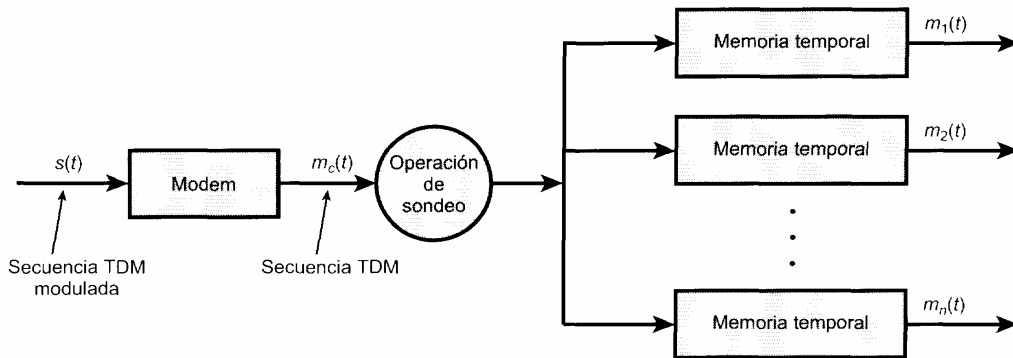 Memoria temporal
m1(t)
s(t)
Modem
mc(t)
Operación
de
sondeo
Memoria temporal
m2(t)
Secuencia TDM
modulada
Secuencia TDM
Memoria temporal
mn(t)